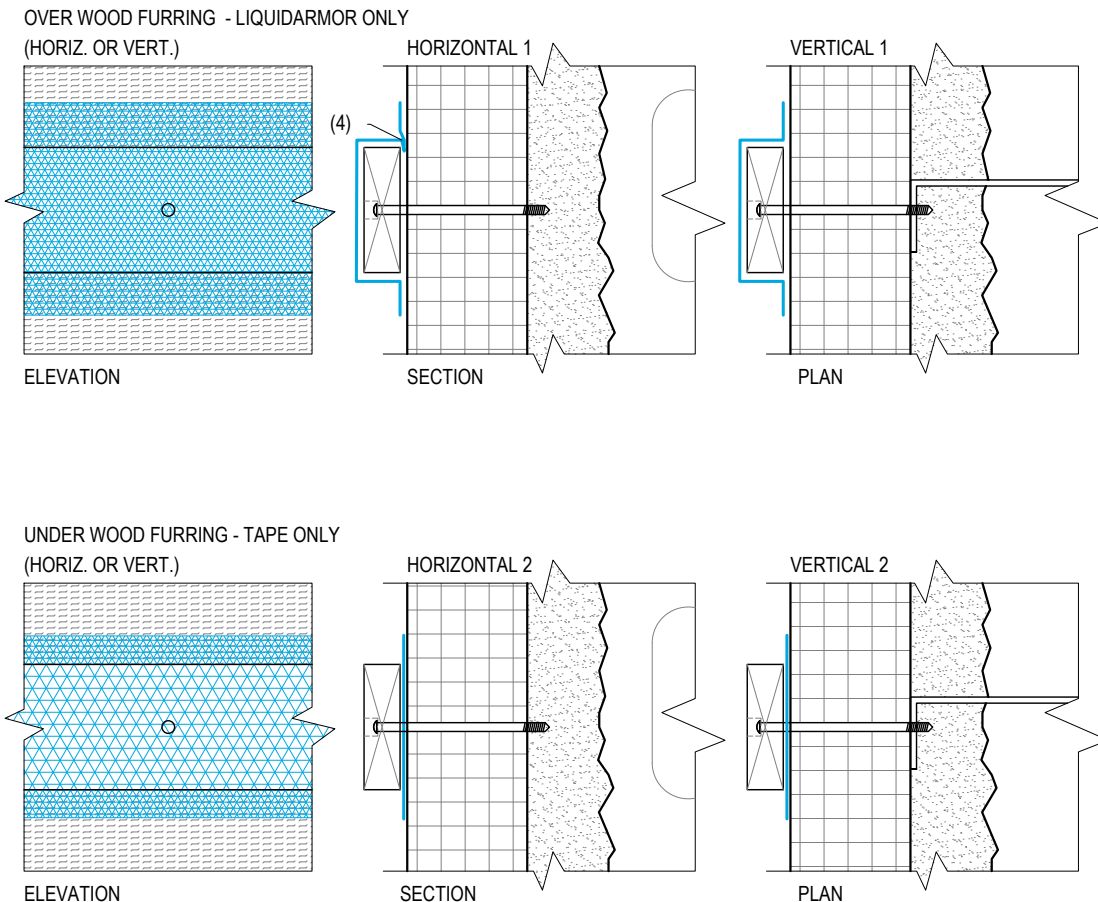 OVER WOOD FURRING - LIQUIDARMOR ONLY
(HORIZ. OR VERT.)
HORIZONTAL 1
VERTICAL 1
(4)
ELEVATION
SECTION
PLAN
UNDER WOOD FURRING - TAPE ONLY
(HORIZ. OR VERT.)
HORIZONTAL 2
VERTICAL 2
ELEVATION
SECTION
PLAN